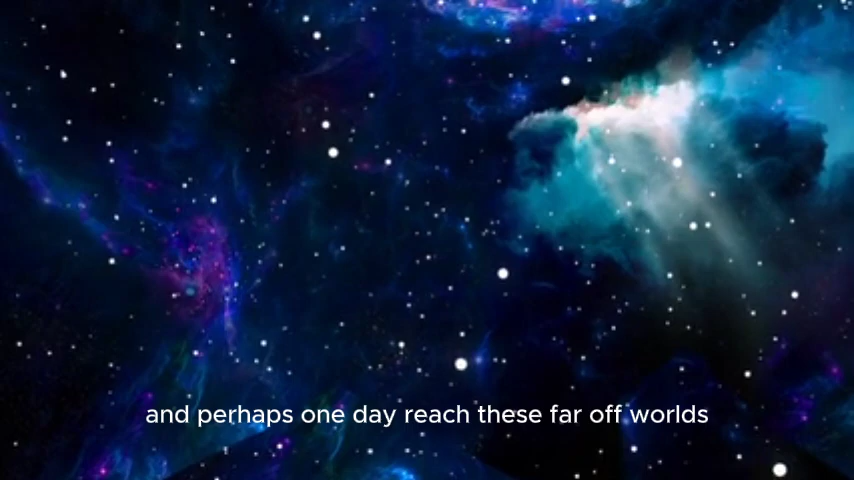 and perhaps one day reach these far off worlds